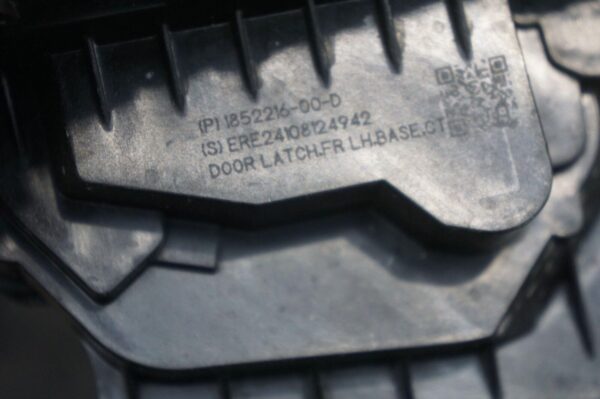 (P) 1852216-00-D
(S) ERE24108124942
DOOR LATCH,FR LH,BASE,CT